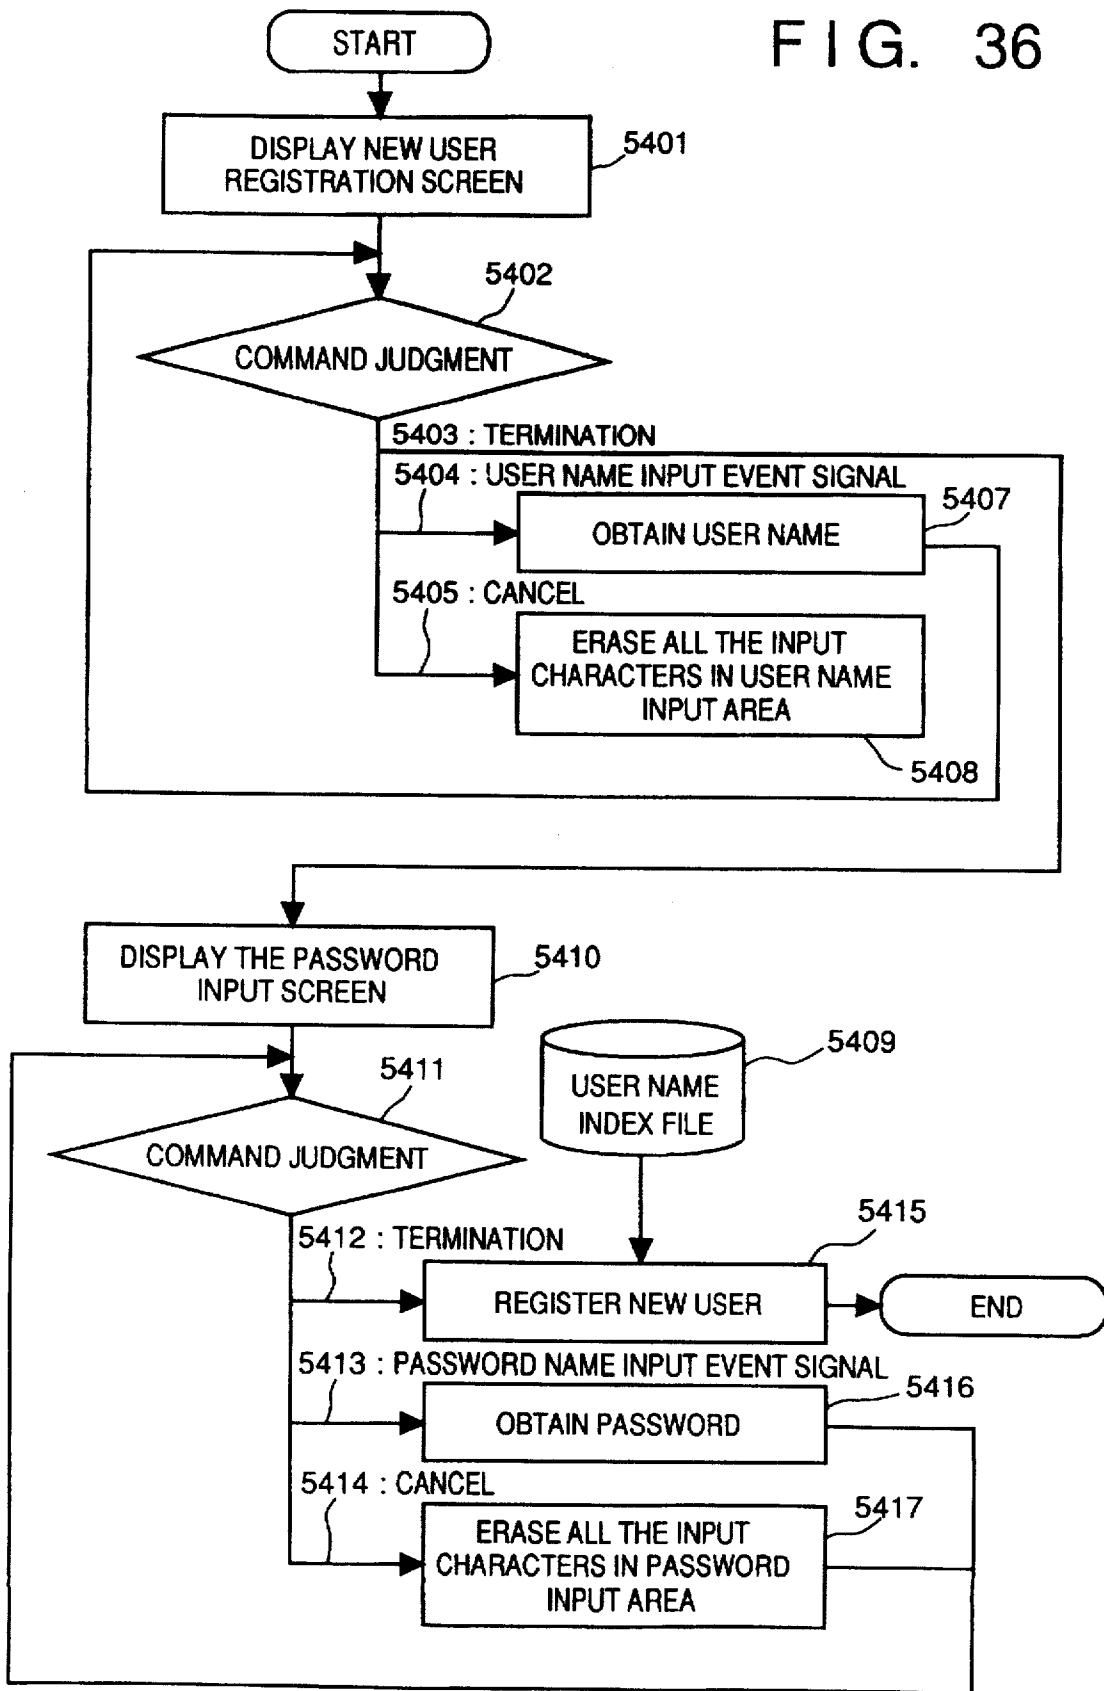 FIG. 36
START
DISPLAY NEW USER
REGISTRATION SCREEN
5401
5402
COMMAND JUDGMENT
5403 : TERMINATION
5404 : USER NAME INPUT EVENT SIGNAL
5407
OBTAIN USER NAME
5405 : CANCEL
ERASE ALL THE INPUT
CHARACTERS IN USER NAME
INPUT AREA
5408
DISPLAY THE PASSWORD
INPUT SCREEN
5410
5409
USER NAME
INDEX FILE
5411
COMMAND JUDGMENT
5412 : TERMINATION
5415
REGISTER NEW USER
END
5413 : PASSWORD NAME INPUT EVENT SIGNAL
5416
OBTAIN PASSWORD
5414 : CANCEL
5417
ERASE ALL THE INPUT
CHARACTERS IN PASSWORD
INPUT AREA